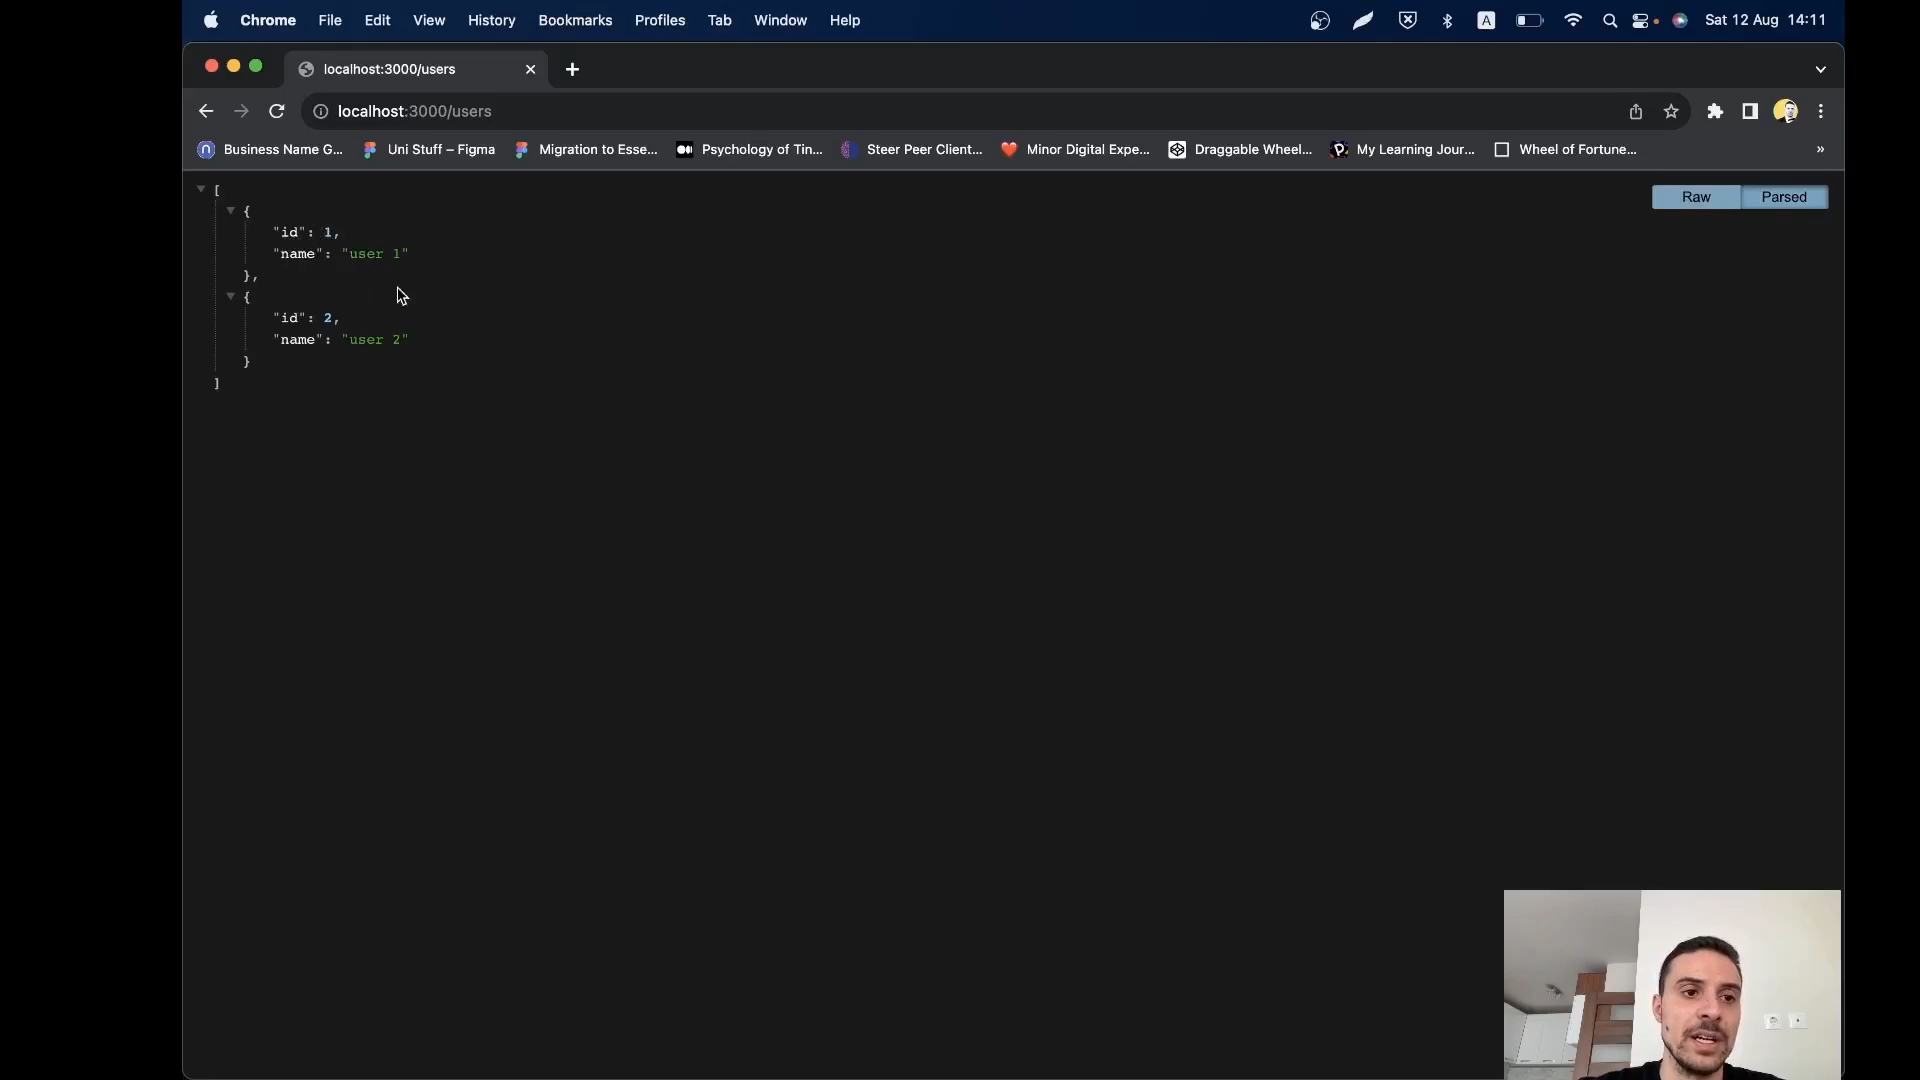 Chrome File Edit View History Bookmarks Profiles Tab Window Help A Sat 12 Aug 14:11
localhost:3000/users
localhost:3000/users
n Business Name G... Uni Stuff – Figma Migration to Esse... Psychology of Tin... Steer Peer Client... Minor Digital Expe... Draggable Wheel... P My Learning Jour... Wheel of Fortune... »
[
Raw Parsed
{
"id": 1,
"name": "user 1"
},
{
"id": 2,
"name": "user 2"
}
]